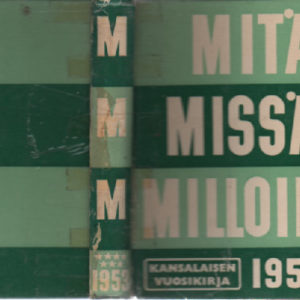 M
M
M
1953
MITÄ
MISSÄ
MILLOI
KANSALAISEN
VUOSIKIRJA
195